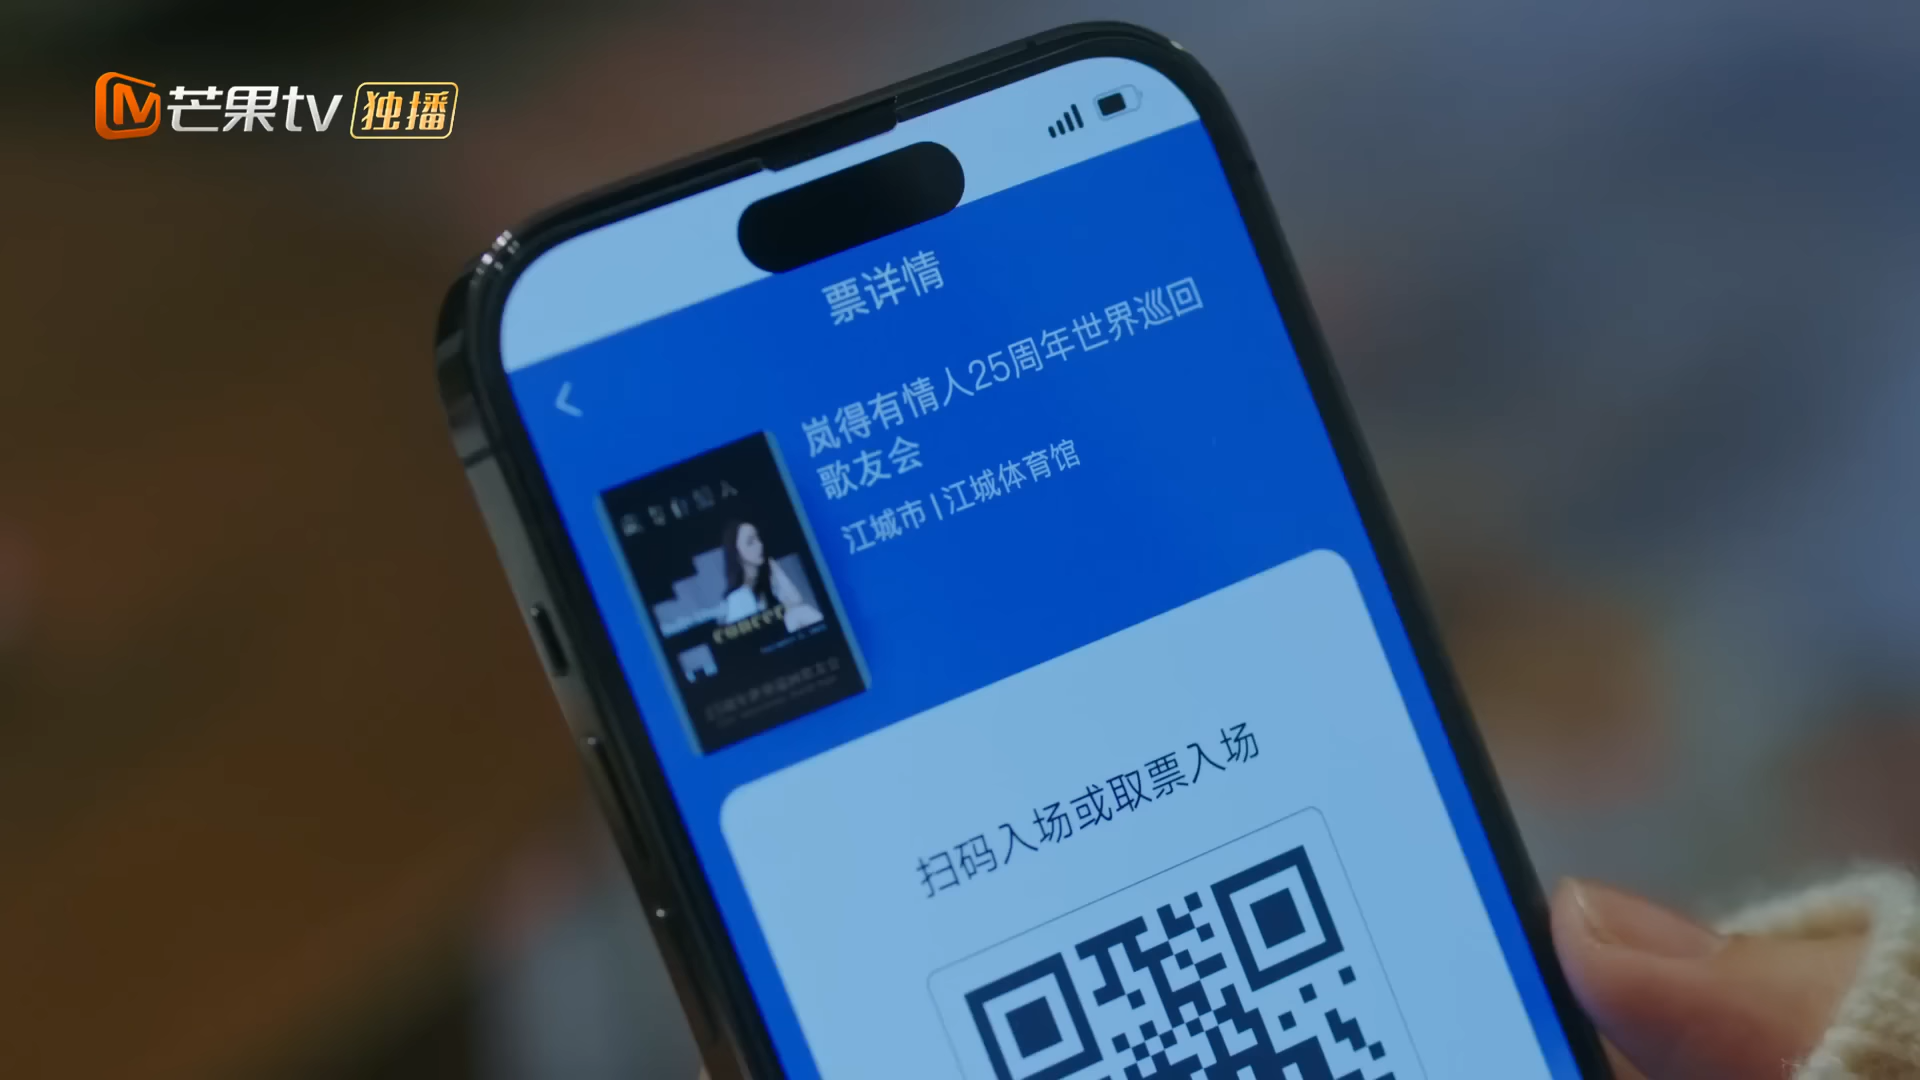 芒果tv 独播
票详情
岚得有情人25周年世界巡回
歌友会
江城市 | 江城体育馆
concert
扫码入场或取票入场